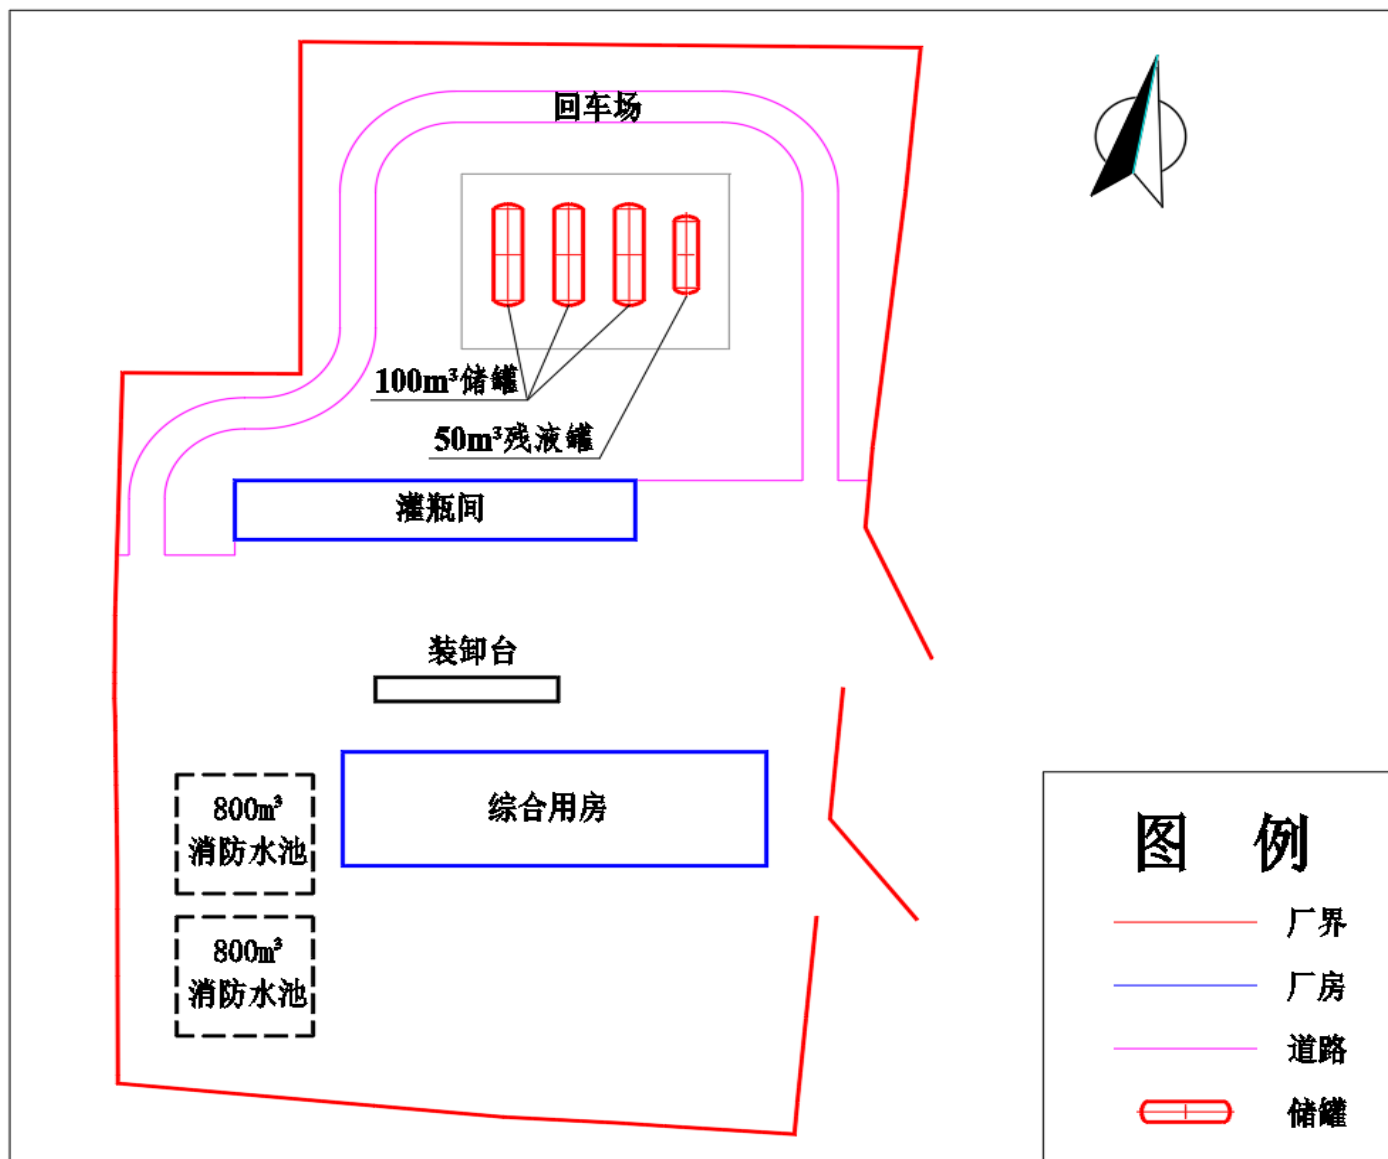 回车场
100m³储罐
50m³残液罐
灌瓶间
装卸台
综合用房
800m³
消防水池
800m³
消防水池
图 例
厂界
厂房
道路
储罐